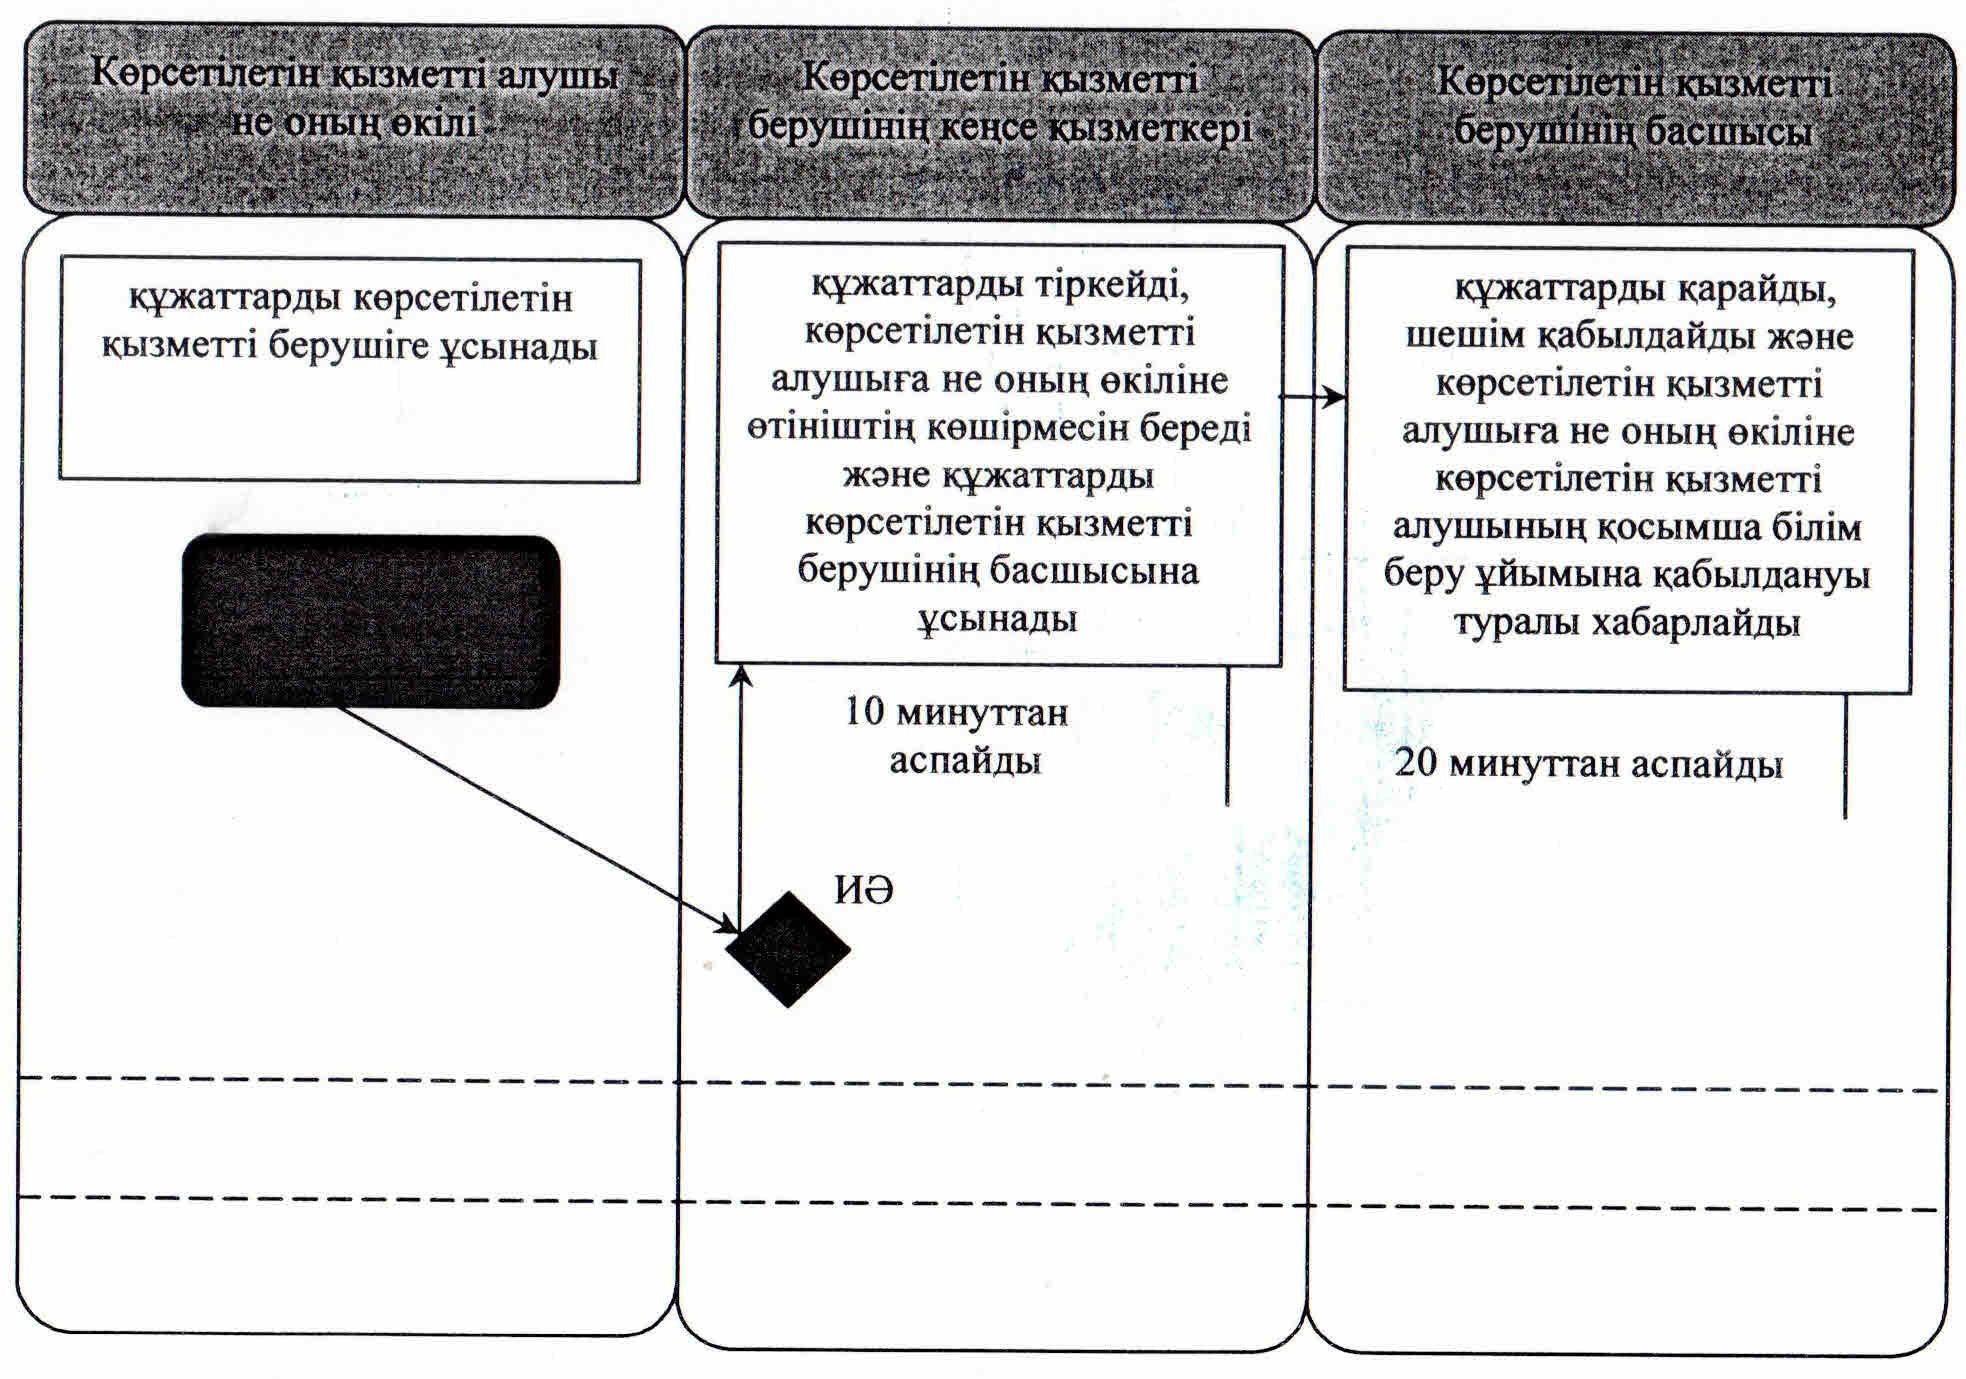 Көрсетілетін қызметті алушы
не оның өкілі
Көрсетілетін қызметті
берушінің кеңсе қызметкері
Көрсетілетін қызметті
берушінің басшысы
құжаттарды көрсетілетін
қызметті берушіге ұсынады
құжаттарды тіркейді,
көрсетілетін қызметті
алушыға не оның өкіліне
өтініштің көшірмесін береді
және құжаттарды
көрсетілетін қызметті
берушінің басшысына
ұсынады
құжаттарды қарайды,
шешім қабылдайды және
көрсетілетін қызметті
алушыға не оның өкіліне
көрсетілетін қызметті
алушының қосымша білім
беру ұйымына қабылдануы
туралы хабарлайды
10 минуттан
аспайды
20 минуттан аспайды
ИӘ